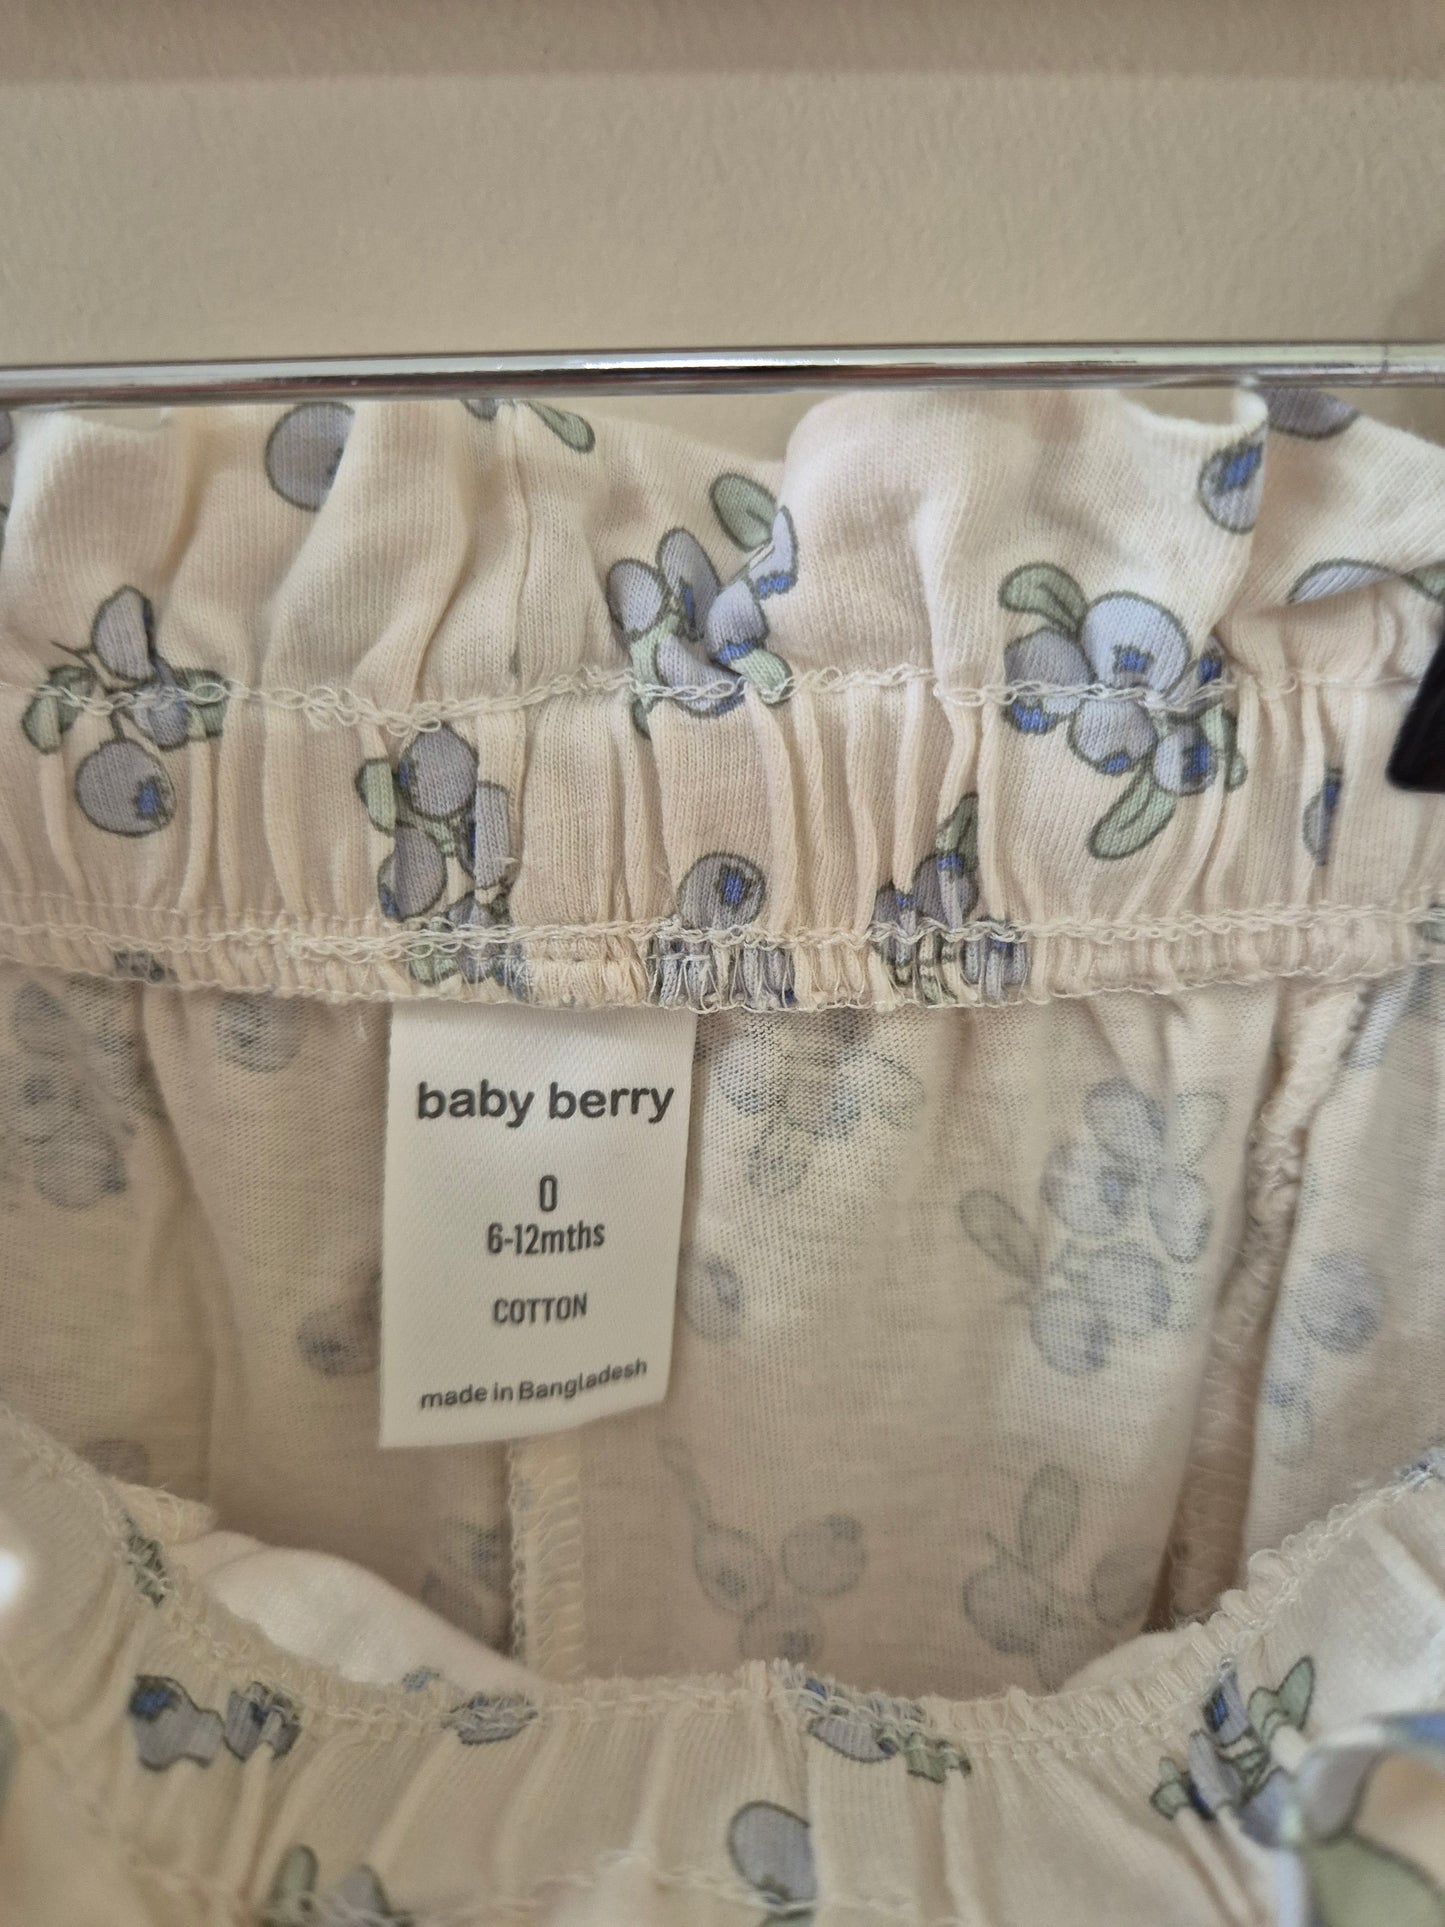 baby berry
0
6-12mths
COTTON
made in Bangladesh